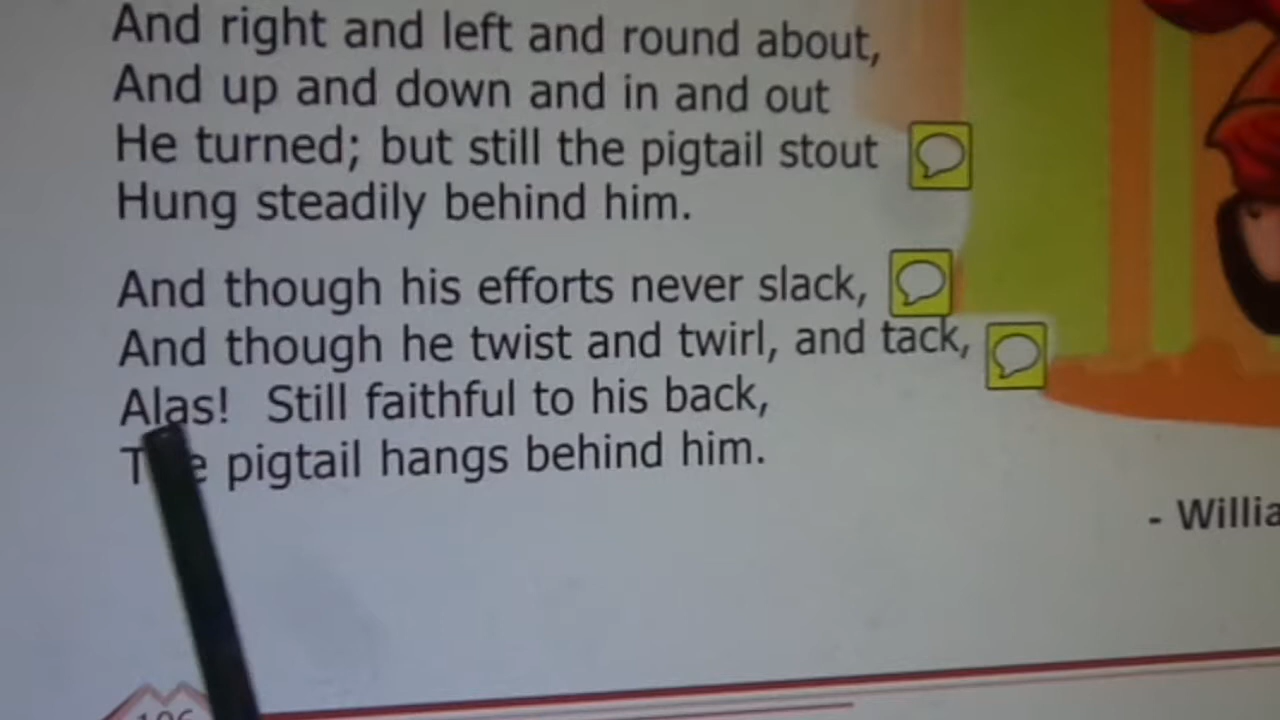 And right and left and round about,
And up and down and in and out
He turned; but still the pigtail stout
Hung steadily behind him.
And though his efforts never slack,
And though he twist and twirl, and tack,
Alas! Still faithful to his back,
The pigtail hangs behind him.
-